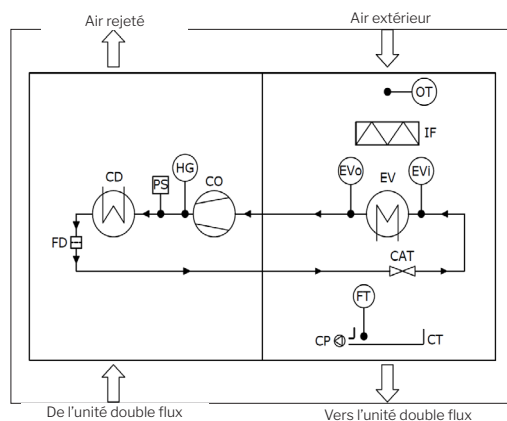 Air rejeté
Air extérieur
OT
IF
HG
EVo
EVi
PS
CD
CO
EV
FD
CAT
FT
CP
CT
De l'unité double flux
Vers l'unité double flux